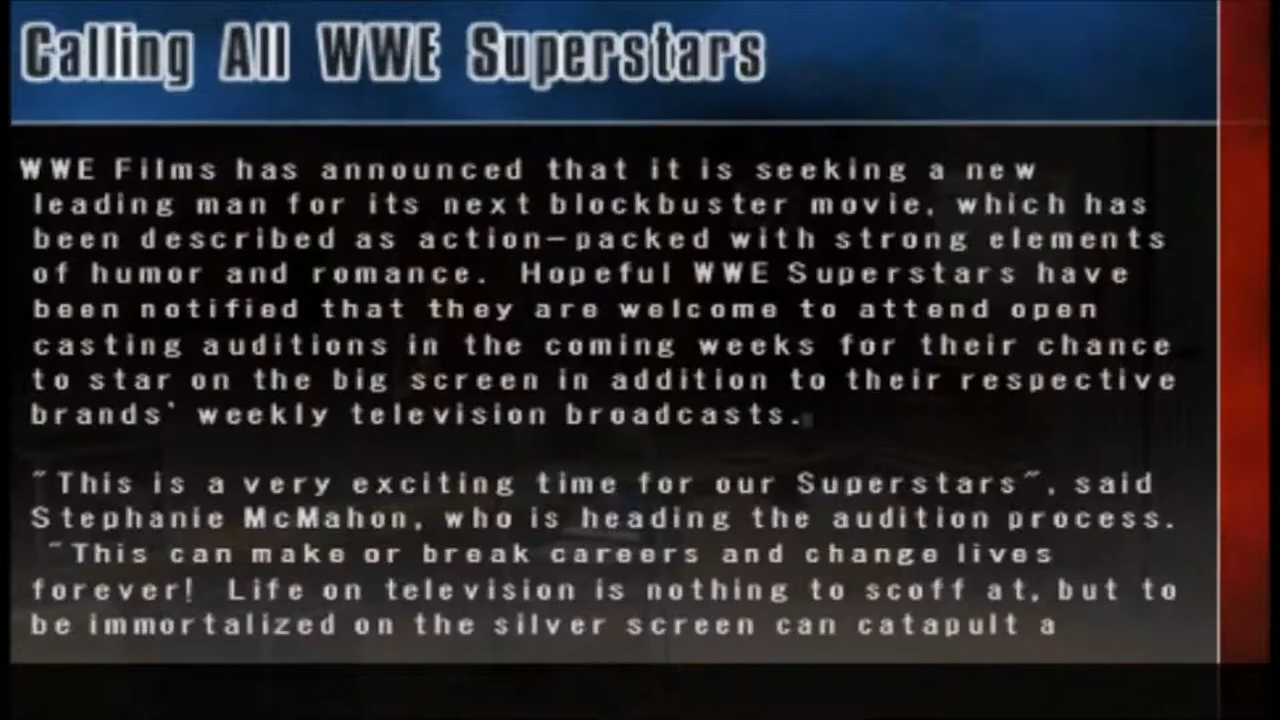 Calling All WWE Superstars
WWE Films has announced that it is seeking a new
leading man for its next blockbuster movie, which has
been described as action-packed with strong elements
of humor and romance. Hopeful WWE Superstars have
been notified that they are welcome to attend open
casting auditions in the coming weeks for their chance
to star on the big screen in addition to their respective
brands' weekly television broadcasts.
"This is a very exciting time for our Superstars", said
Stephanie McMahon, who is heading the audition process.
"This can make or break careers and change lives
forever! Life on television is nothing to scoff at, but to
be immortalized on the silver screen can catapult a